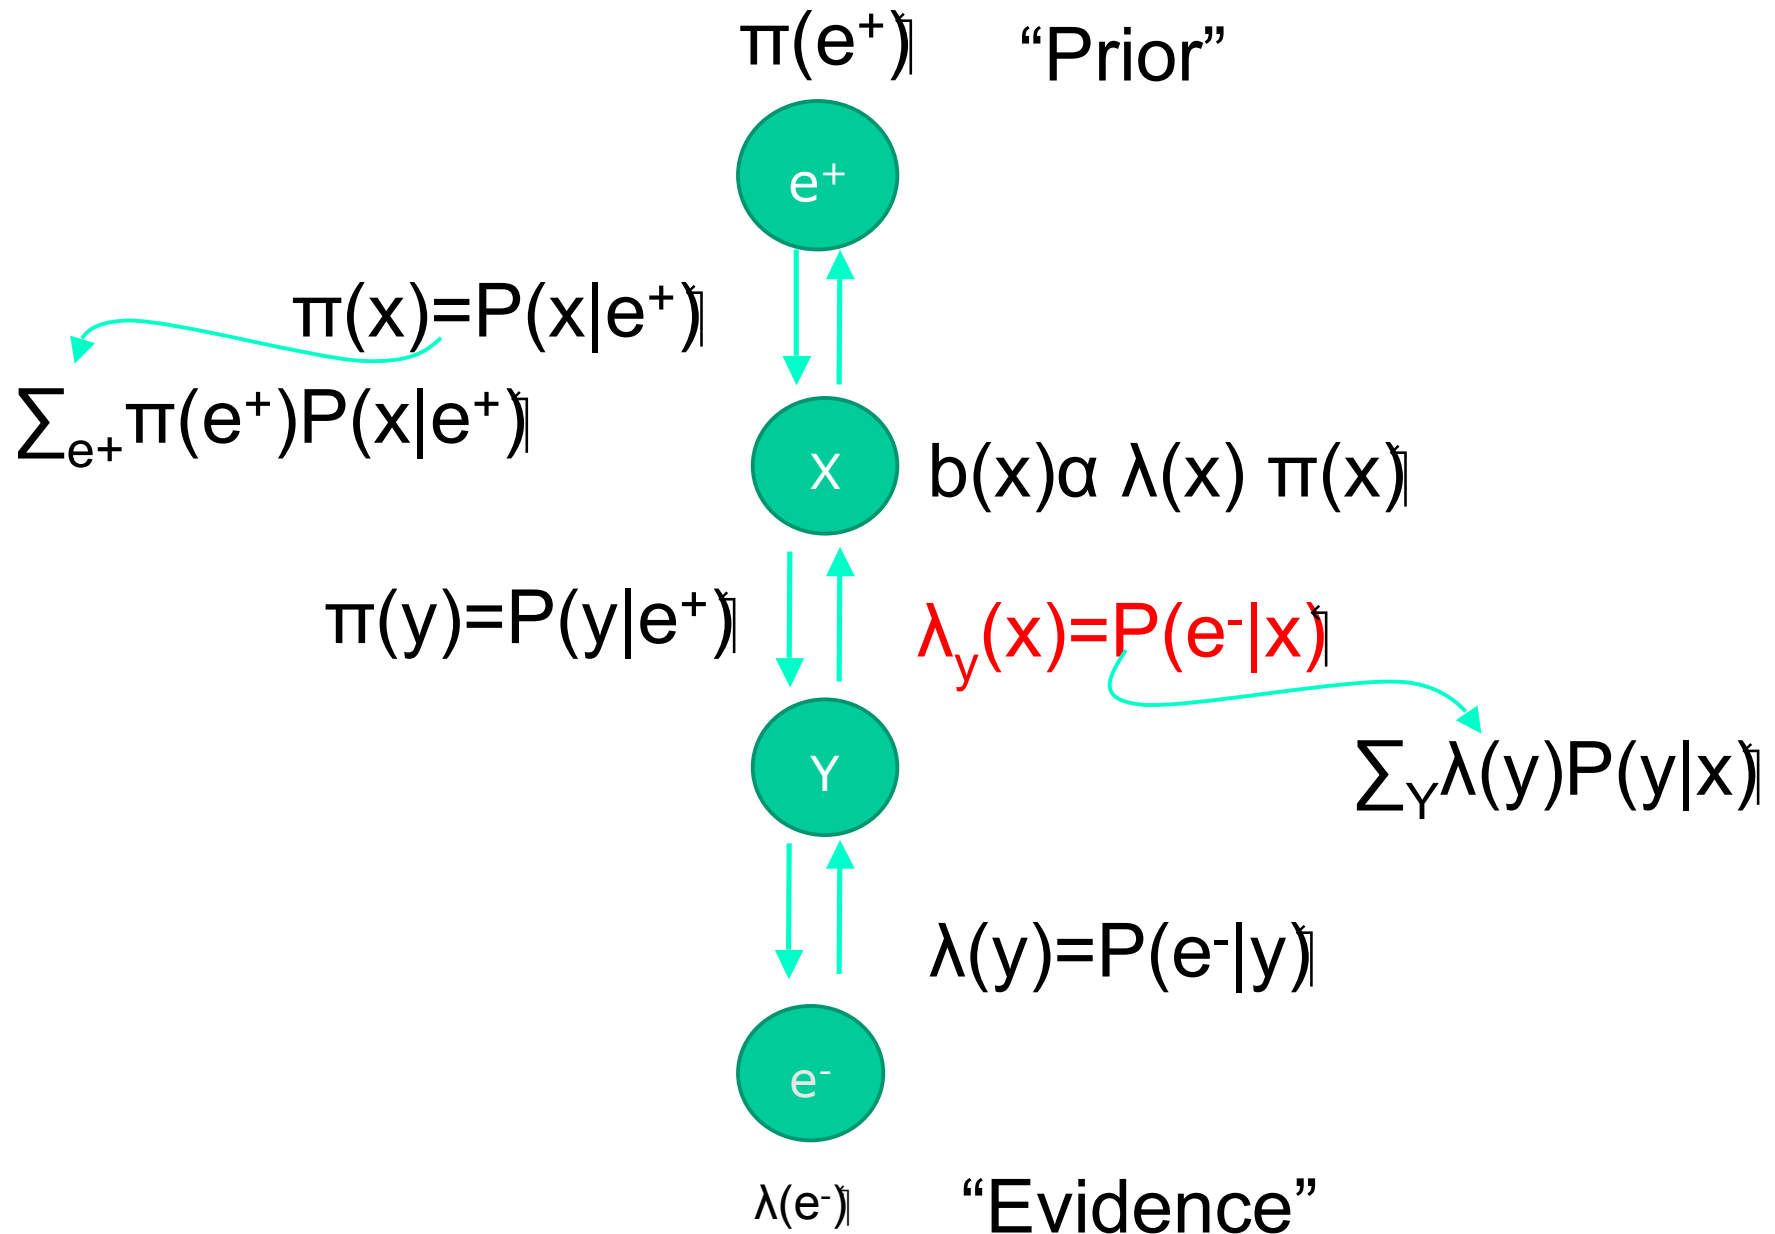 π(e⁺) “Prior”
e⁺
π(x)=P(x|e⁺)
∑ₑ₊π(e⁺)P(x|e⁺)
X
b(x)α λ(x) π(x)
π(y)=P(y|e⁺)
λy(x)=P(e⁻|x)
Y
∑Yλ(y)P(y|x)
λ(y)=P(e⁻|y)
e⁻
λ(e⁻) “Evidence”